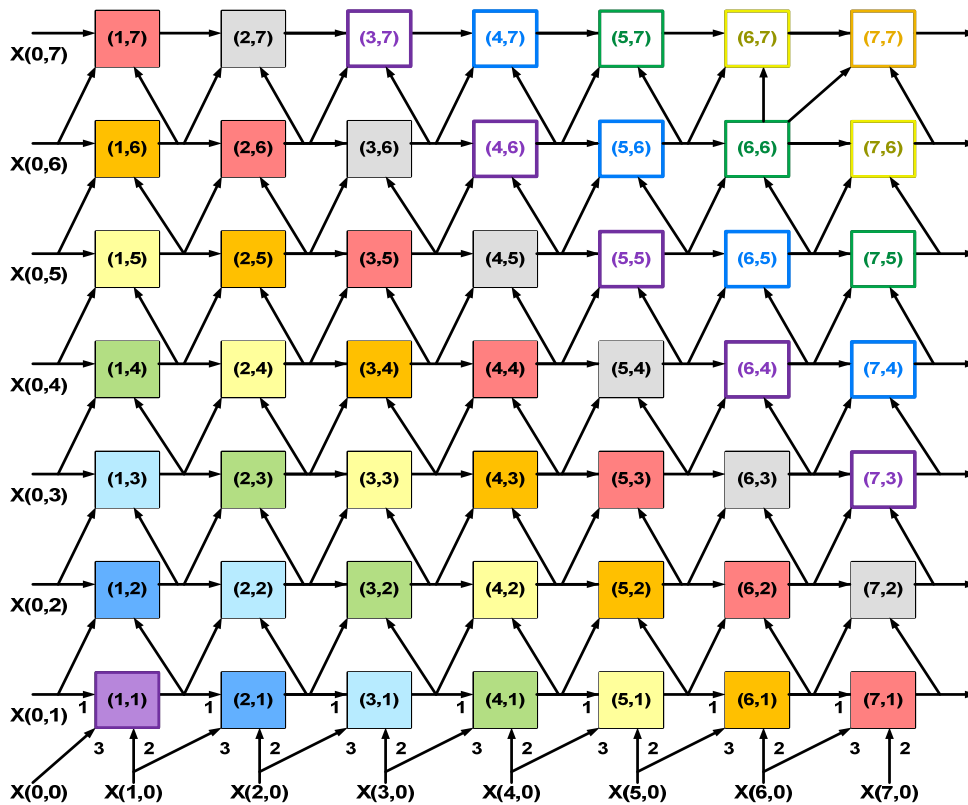 (1,7) (2,7) (3,7) (4,7) (5,7) (6,7) (7,7)
X(0,7)
(1,6) (2,6) (3,6) (4,6) (5,6) (6,6) (7,6)
X(0,6)
(1,5) (2,5) (3,5) (4,5) (5,5) (6,5) (7,5)
X(0,5)
(1,4) (2,4) (3,4) (4,4) (5,4) (6,4) (7,4)
X(0,4)
(1,3) (2,3) (3,3) (4,3) (5,3) (6,3) (7,3)
X(0,3)
(1,2) (2,2) (3,2) (4,2) (5,2) (6,2) (7,2)
X(0,2)
(1,1) (2,1) (3,1) (4,1) (5,1) (6,1) (7,1)
X(0,1) 1 1 1 1 1 1 1
3 2 3 2 3 2 3 2 3 2 3 2 3 2
X(0,0) X(1,0) X(2,0) X(3,0) X(4,0) X(5,0) X(6,0) X(7,0)